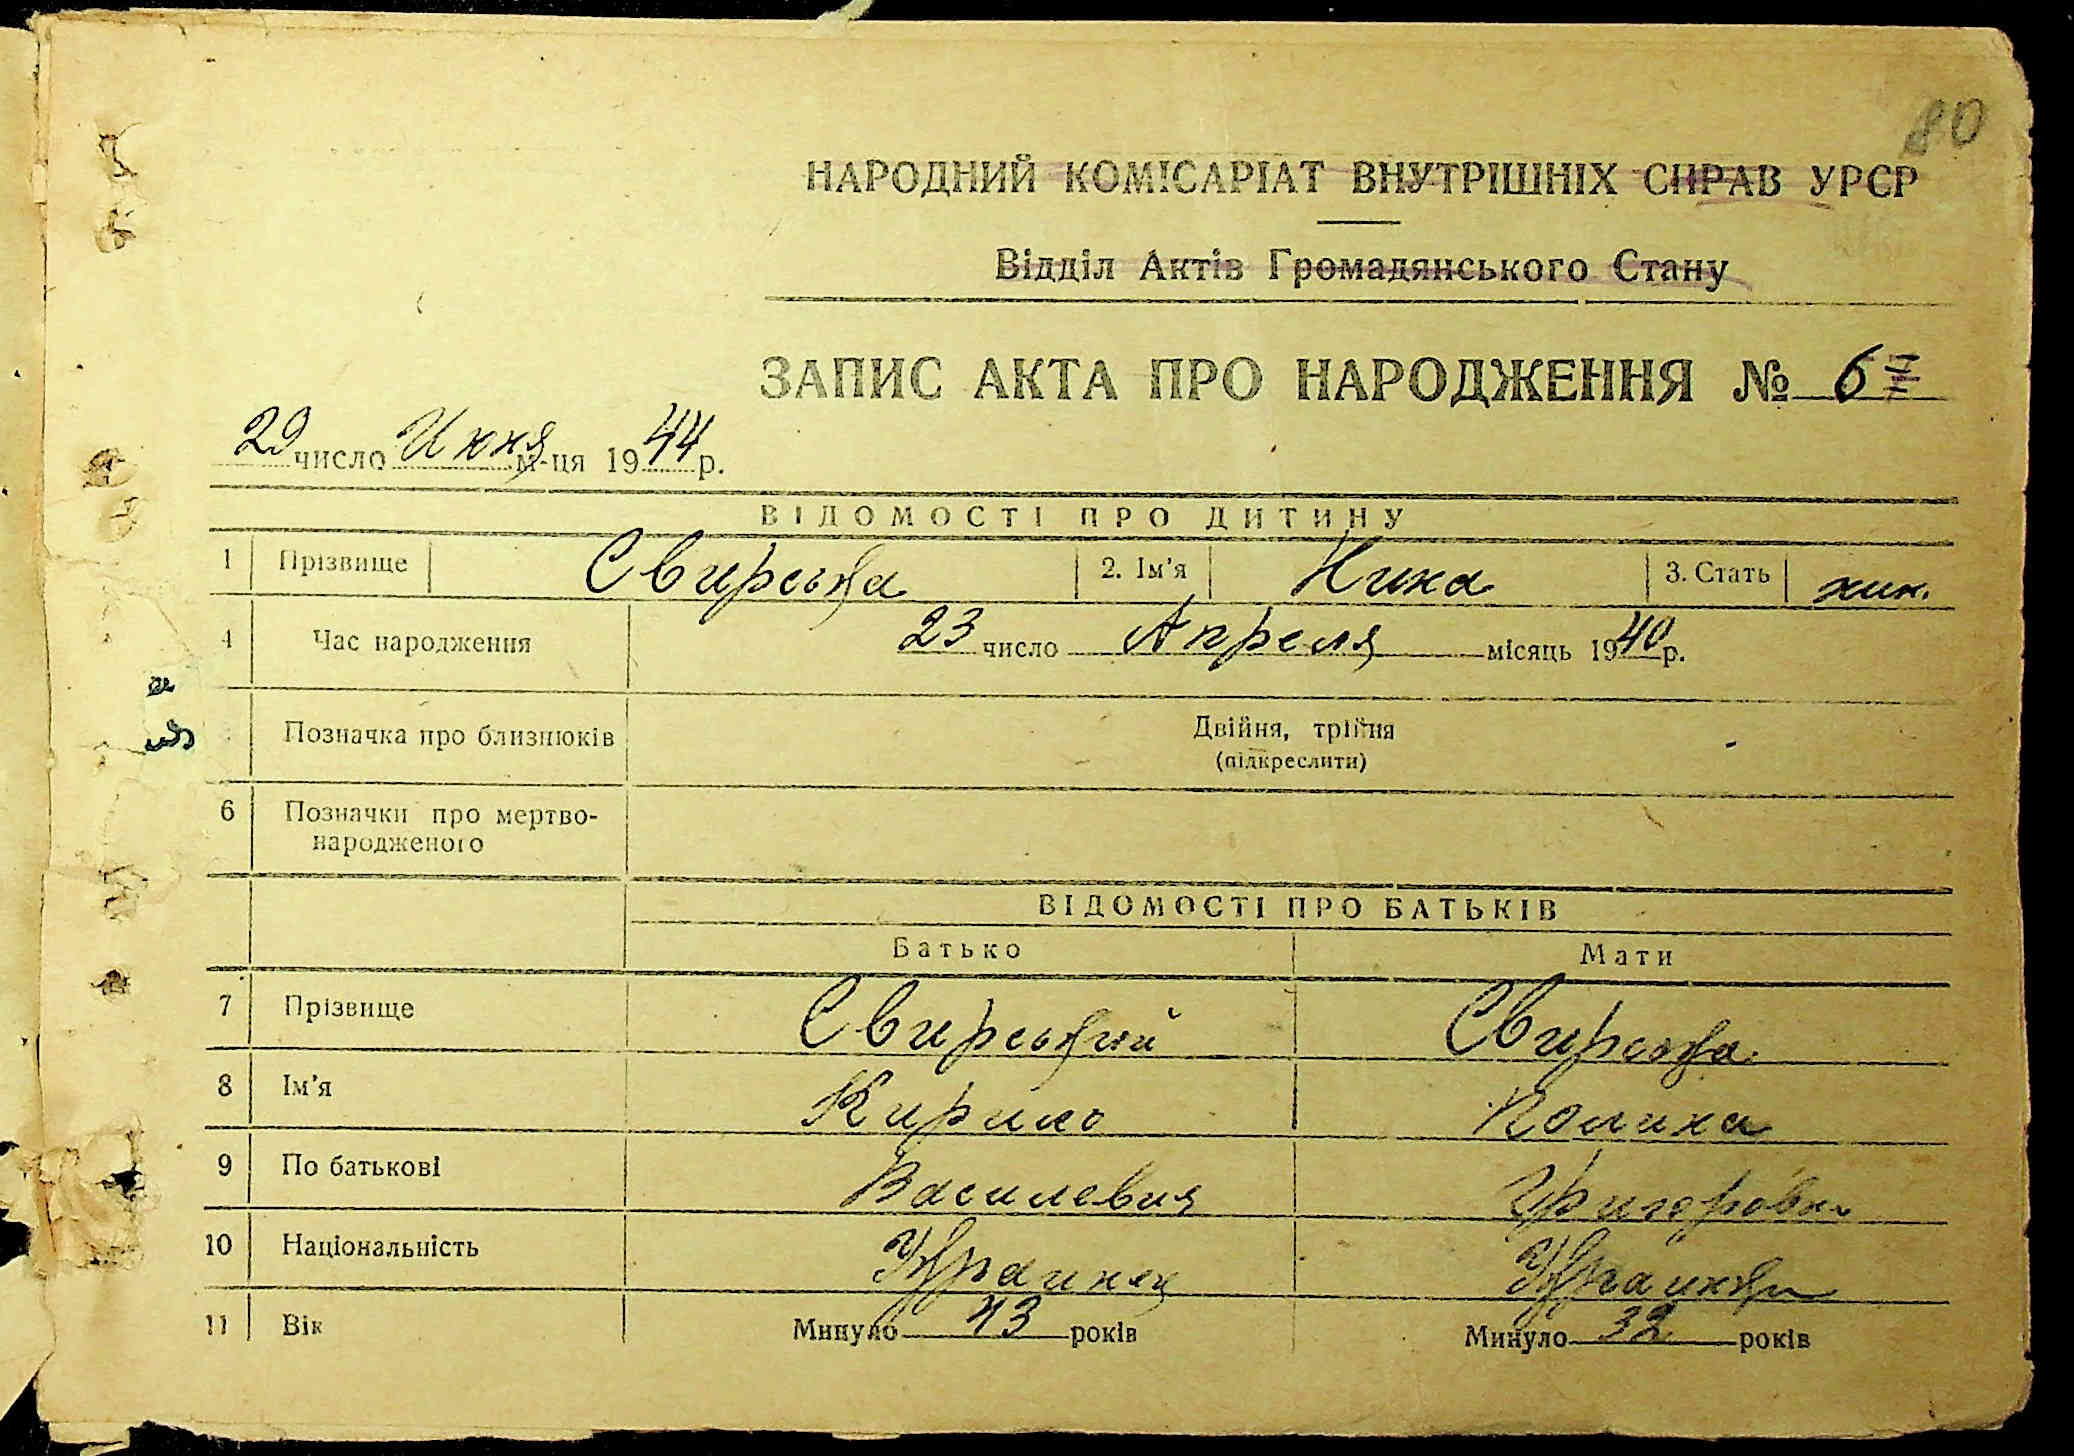 80
НАРОДНИЙ КОМІСАРІАТ ВНУТРІШНІХ СПРАВ УРСР
Відділ Актів Громадянського Стану
ЗАПИС АКТА ПРО НАРОДЖЕННЯ № 6
29 число Июня м-ця 1944 р.
ВІДОМОСТІ ПРО ДИТИНУ
1 Прізвище Свирська 2. Ім'я Нина 3. Стать жин.
4 Час народження 23 число Апреля місяць 1940 р.
Позначка про близнюків Двійня, трійня
(підкреслити)
6 Позначки про мертво-
народженого
ВІДОМОСТІ ПРО БАТЬКІВ
Батько Мати
7 Прізвище Свирський Свирська
8 Ім'я Кирило Полина
9 По батькові Василевич Григоровна
10 Національність Украинец Украинка
11 Вік Минуло 43 років Минуло 32 років